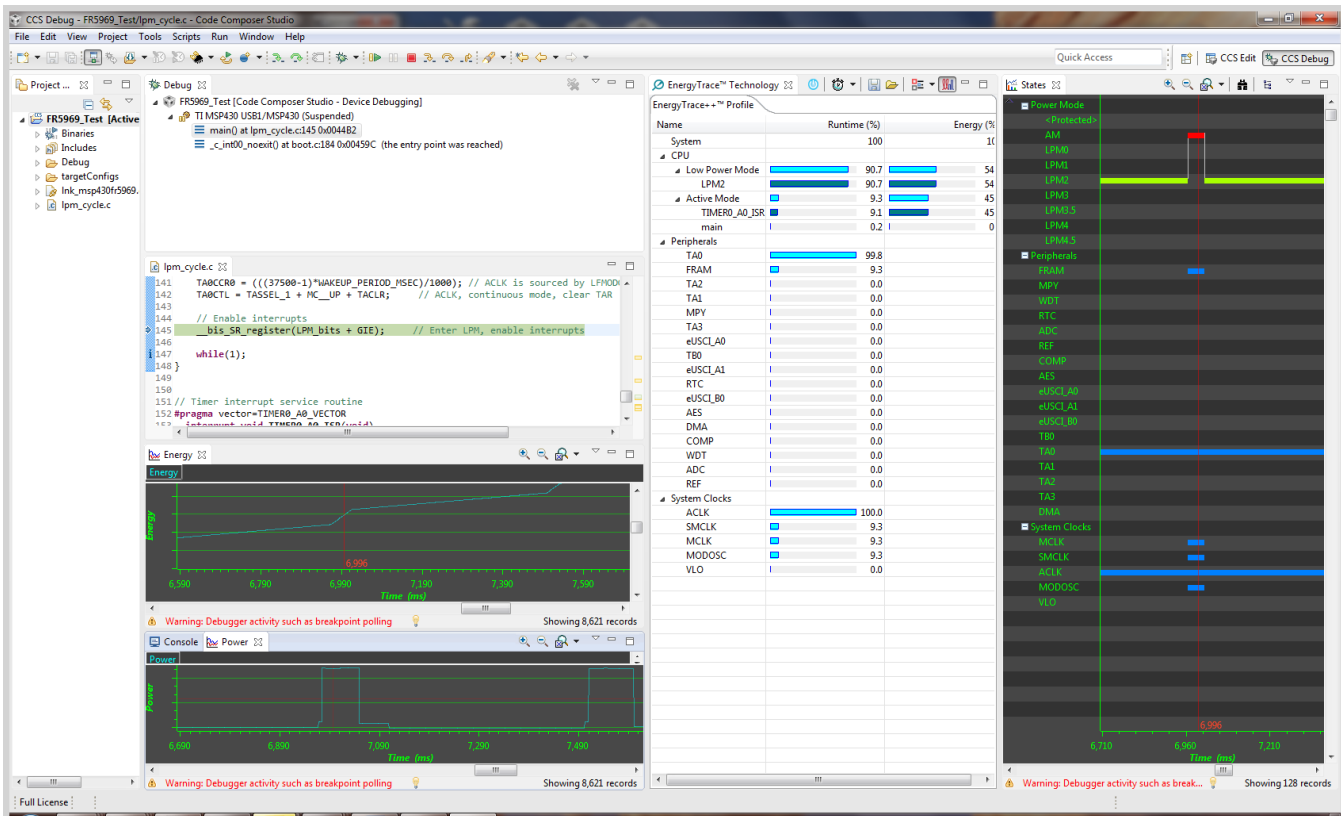 CCS Debug - FR5969_Test/lpm_cycle.c - Code Composer Studio
File Edit View Project Tools Scripts Run Window Help
Quick Access CCS Edit CCS Debug
Project ...
FR5969_Test [Active
Binaries
Includes
Debug
targetConfigs
lnk_msp430fr5969.
lpm_cycle.c
Debug
FR5969_Test [Code Composer Studio - Device Debugging]
TI MSP430 USB1/MSP430 (Suspended)
main() at lpm_cycle.c:145 0x0044B2
_c_int00_noexit() at boot.c:184 0x00459C (the entry point was reached)
lpm_cycle.c
141 TA0CCR0 = (((37500-1)*WAKEUP_PERIOD_MSEC)/1000); // ACLK is sourced by LFMOD
142 TA0CTL = TASSEL_1 + MC__UP + TACLR; // ACLK, continuous mode, clear TAR
143
144 // Enable interrupts
145 __bis_SR_register(LPM_bits + GIE); // Enter LPM, enable interrupts
146
147 while(1);
148 }
149
150
151 // Timer interrupt service routine
152 #pragma vector=TIMER0_A0_VECTOR
153 interrupt void TIMER0_A0_ISR(void)
Energy
Energy
Energy
6,996
6,590 6,790 6,990 7,190 7,390 7,590
Time (ms)
Warning: Debugger activity such as breakpoint polling Showing 8,621 records
Console Power
Power
Power
6,690 6,890 7,090 7,290 7,490
Time (ms)
Warning: Debugger activity such as breakpoint polling Showing 8,621 records
EnergyTrace™ Technology
EnergyTrace++™ Profile
Name Runtime (%) Energy (%
System 100 10
CPU
Low Power Mode 90.7 54
LPM2 90.7 54
Active Mode 9.3 45
TIMER0_A0_ISR 9.1 45
main 0.2 0
Peripherals
TA0 99.8
FRAM 9.3
TA2 0.0
TA1 0.0
MPY 0.0
TA3 0.0
eUSCI_A0 0.0
TB0 0.0
eUSCI_A1 0.0
RTC 0.0
eUSCI_B0 0.0
AES 0.0
DMA 0.0
COMP 0.0
WDT 0.0
ADC 0.0
REF 0.0
System Clocks
ACLK 100.0
SMCLK 9.3
MCLK 9.3
MODOSC 9.3
VLO 0.0
States
Power Mode
<Protected>
AM
LPM0
LPM1
LPM2
LPM3
LPM3.5
LPM4
LPM4.5
Peripherals
FRAM
MPY
WDT
RTC
ADC
REF
COMP
AES
eUSCI_A0
eUSCI_A1
eUSCI_B0
TB0
TA0
TA1
TA2
TA3
DMA
System Clocks
MCLK
SMCLK
ACLK
MODOSC
VLO
6,996
6,710 6,960 7,210
Time (ms)
Warning: Debugger activity such as break... Showing 128 records
Full License